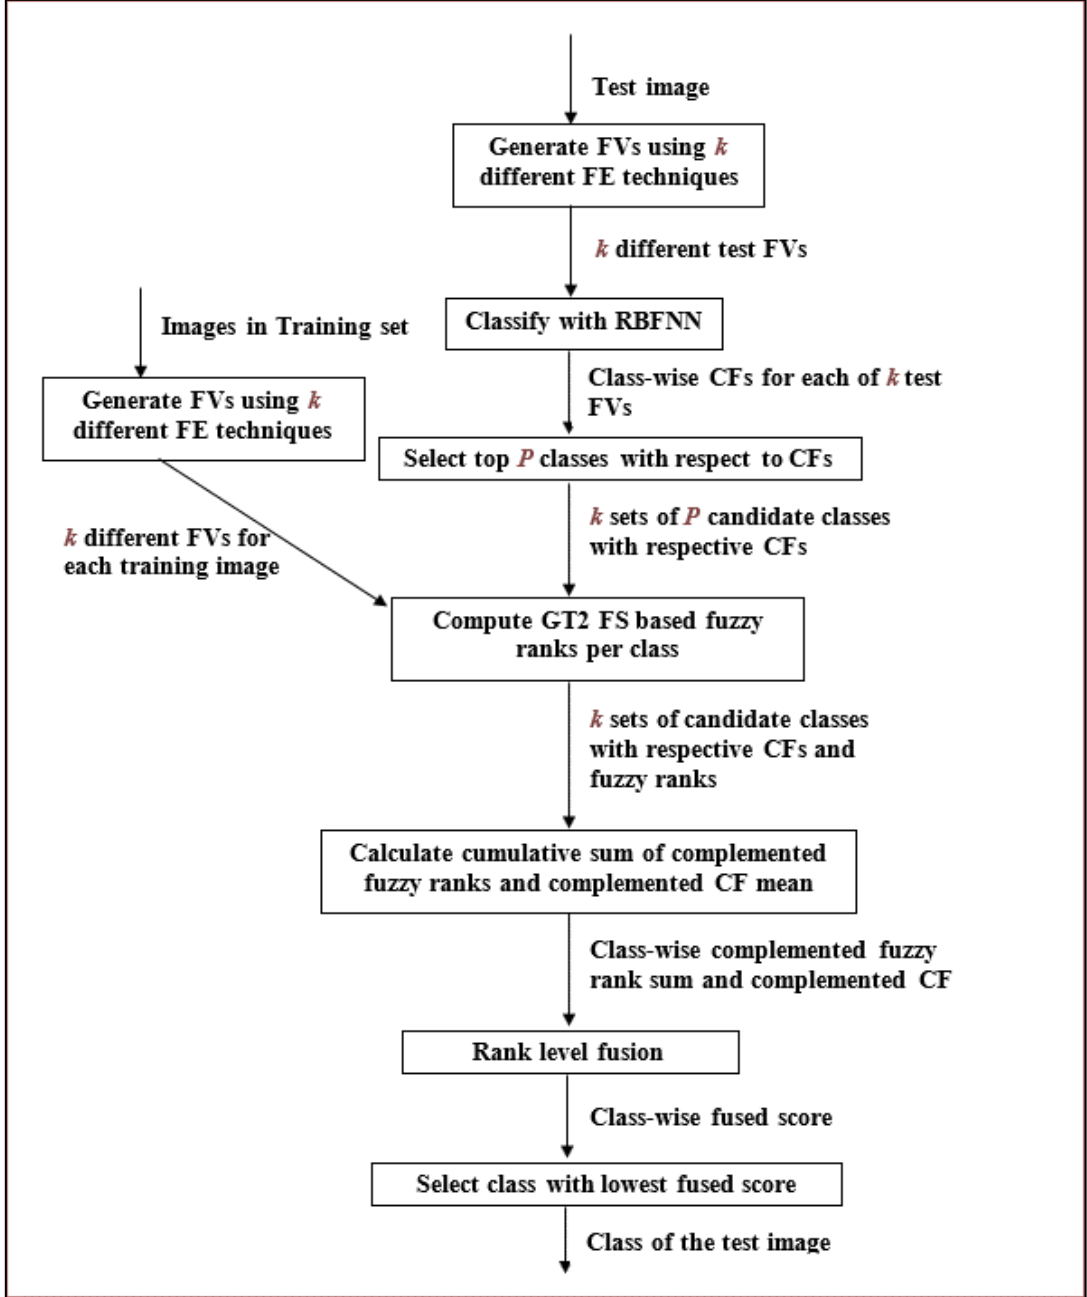 Test image
Generate FVs using k
different FE techniques
k different test FVs
Classify with RBFNN
Images in Training set
Class-wise CFs for each of k test
FVs
Generate FVs using k
different FE techniques
Select top P classes with respect to CFs
k sets of P candidate classes
with respective CFs
k different FVs for
each training image
Compute GT2 FS based fuzzy
ranks per class
k sets of candidate classes
with respective CFs and
fuzzy ranks
Calculate cumulative sum of complemented
fuzzy ranks and complemented CF mean
Class-wise complemented fuzzy
rank sum and complemented CF
Rank level fusion
Class-wise fused score
Select class with lowest fused score
Class of the test image